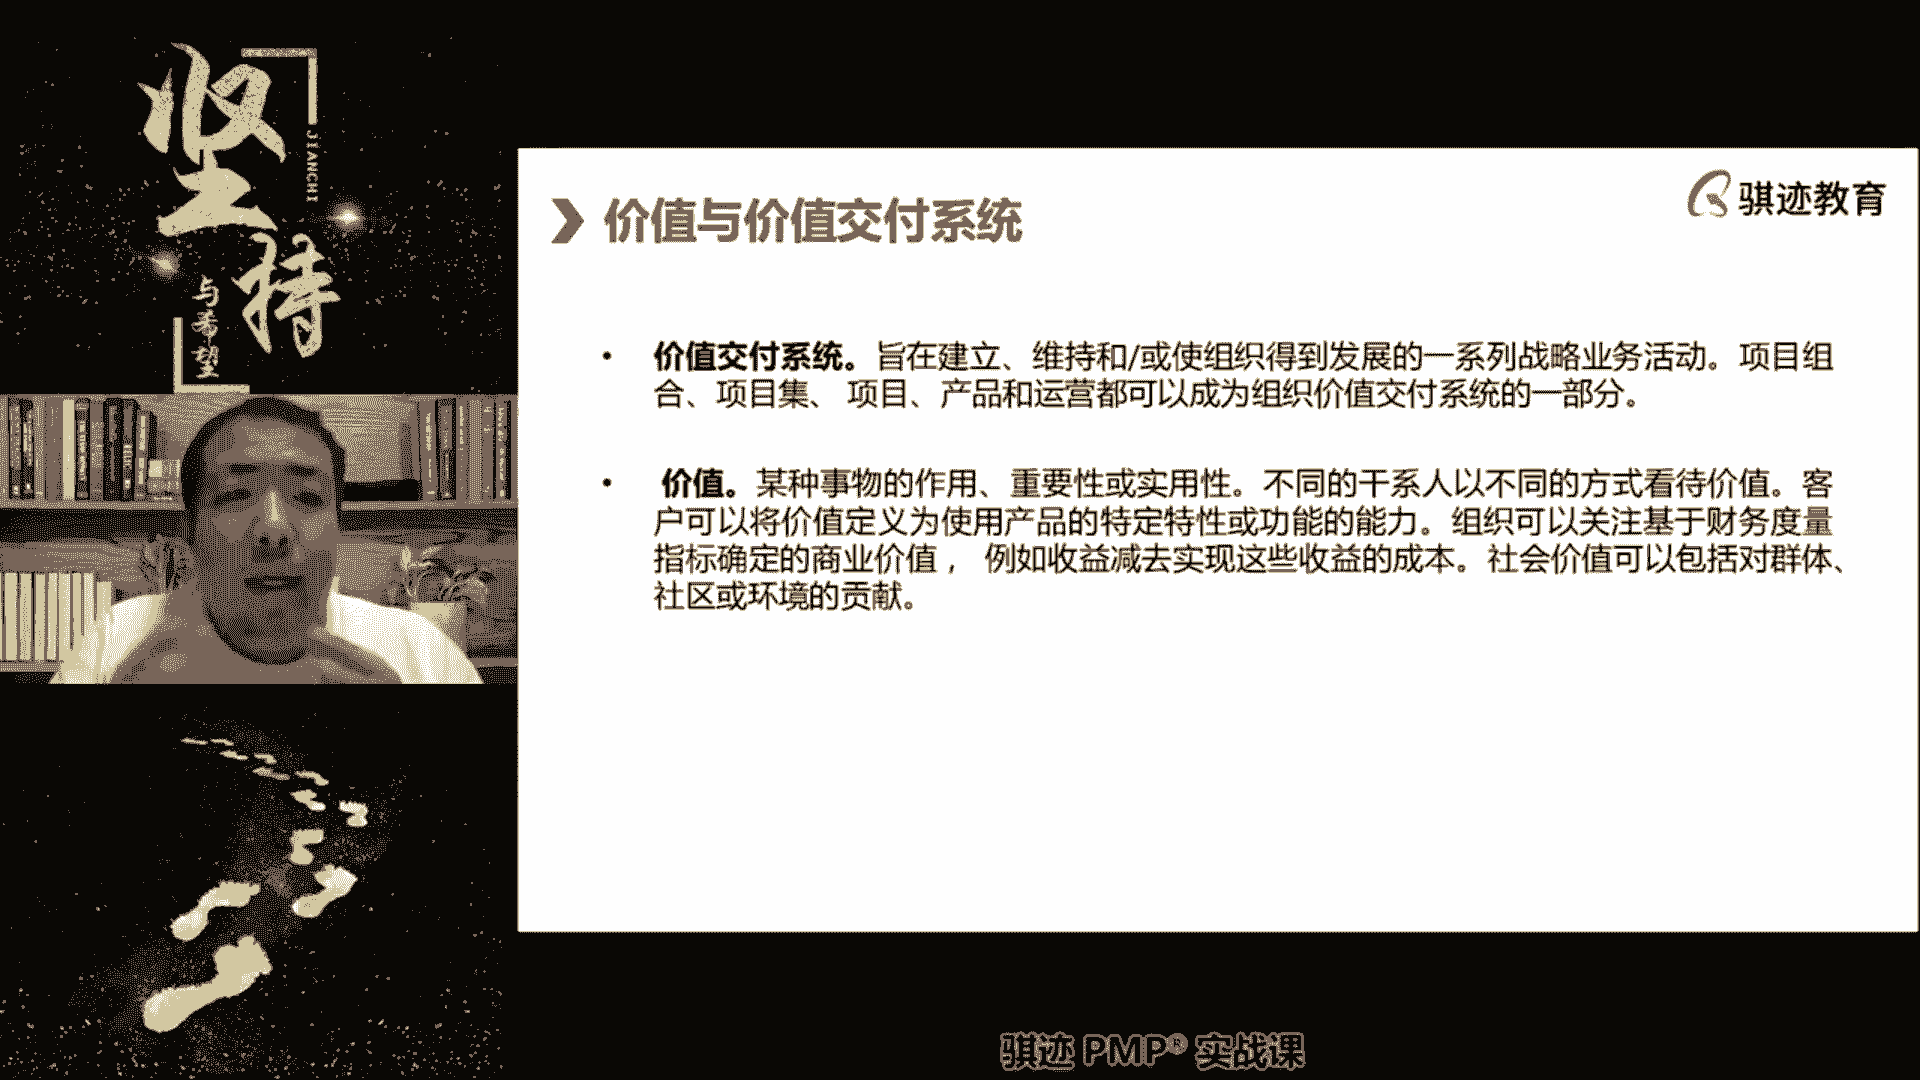 坚持
JIANCHI
与希望
骐迹教育
价值与价值交付系统
• 价值交付系统。旨在建立、维持和/或使组织得到发展的一系列战略业务活动。项目组
合、项目集、 项目、产品和运营都可以成为组织价值交付系统的一部分。
• 价值。某种事物的作用、重要性或实用性。不同的干系人以不同的方式看待价值。客
户可以将价值定义为使用产品的特定特性或功能的能力。组织可以关注基于财务度量
指标确定的商业价值， 例如收益减去实现这些收益的成本。社会价值可以包括对群体、
社区或环境的贡献。
骐迹 PMP® 实战课